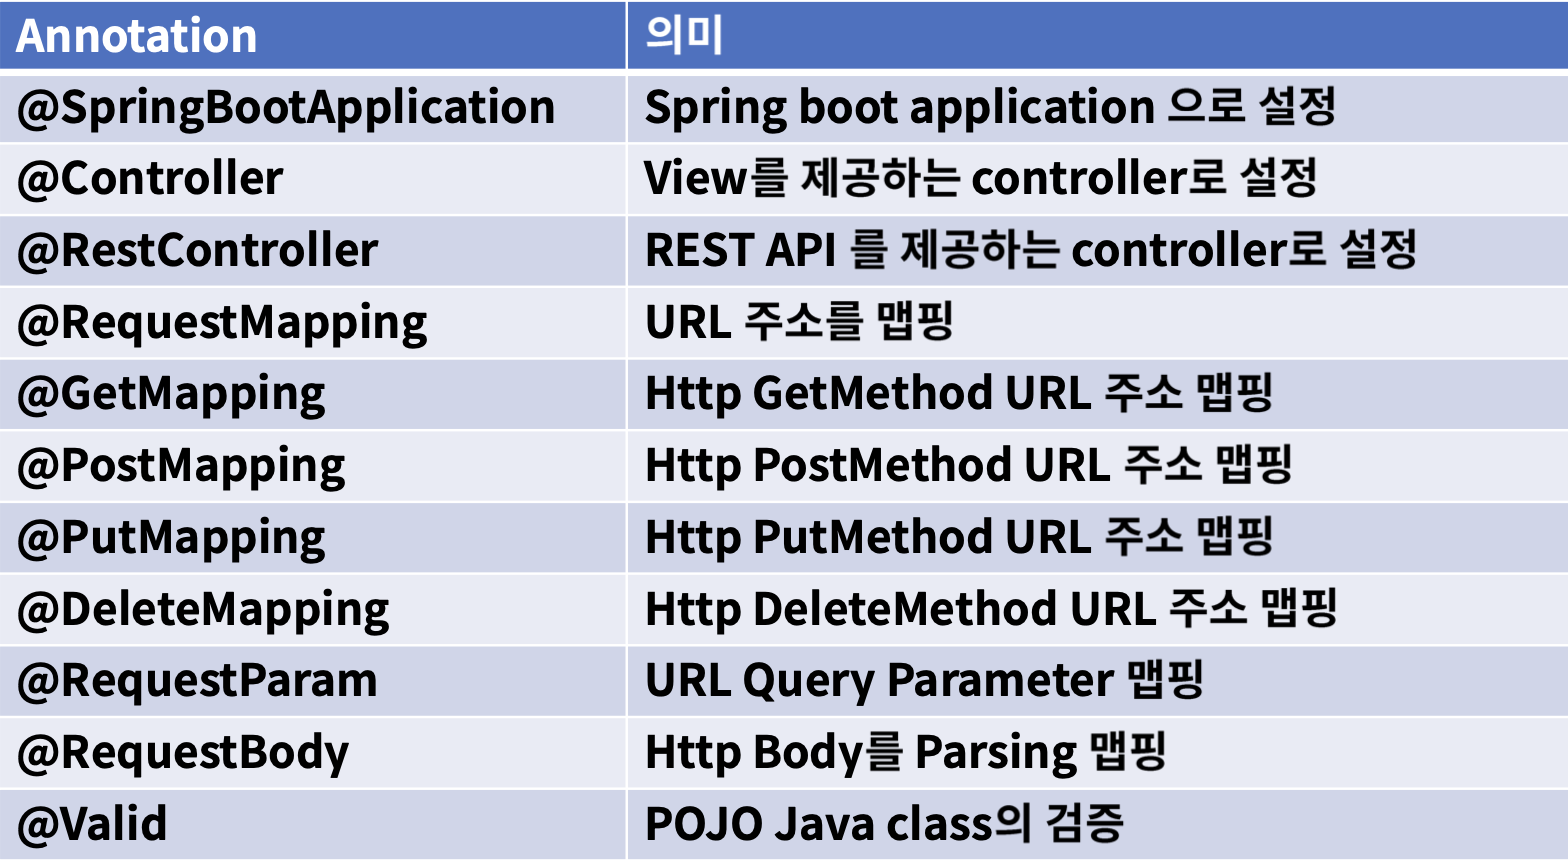 Annotation 의미
@SpringBootApplication Spring boot application 으로 설정
@Controller View를 제공하는 controller로 설정
@RestController REST API 를 제공하는 controller로 설정
@RequestMapping URL 주소를 맵핑
@GetMapping Http GetMethod URL 주소 맵핑
@PostMapping Http PostMethod URL 주소 맵핑
@PutMapping Http PutMethod URL 주소 맵핑
@DeleteMapping Http DeleteMethod URL 주소 맵핑
@RequestParam URL Query Parameter 맵핑
@RequestBody Http Body를 Parsing 맵핑
@Valid POJO Java class의 검증